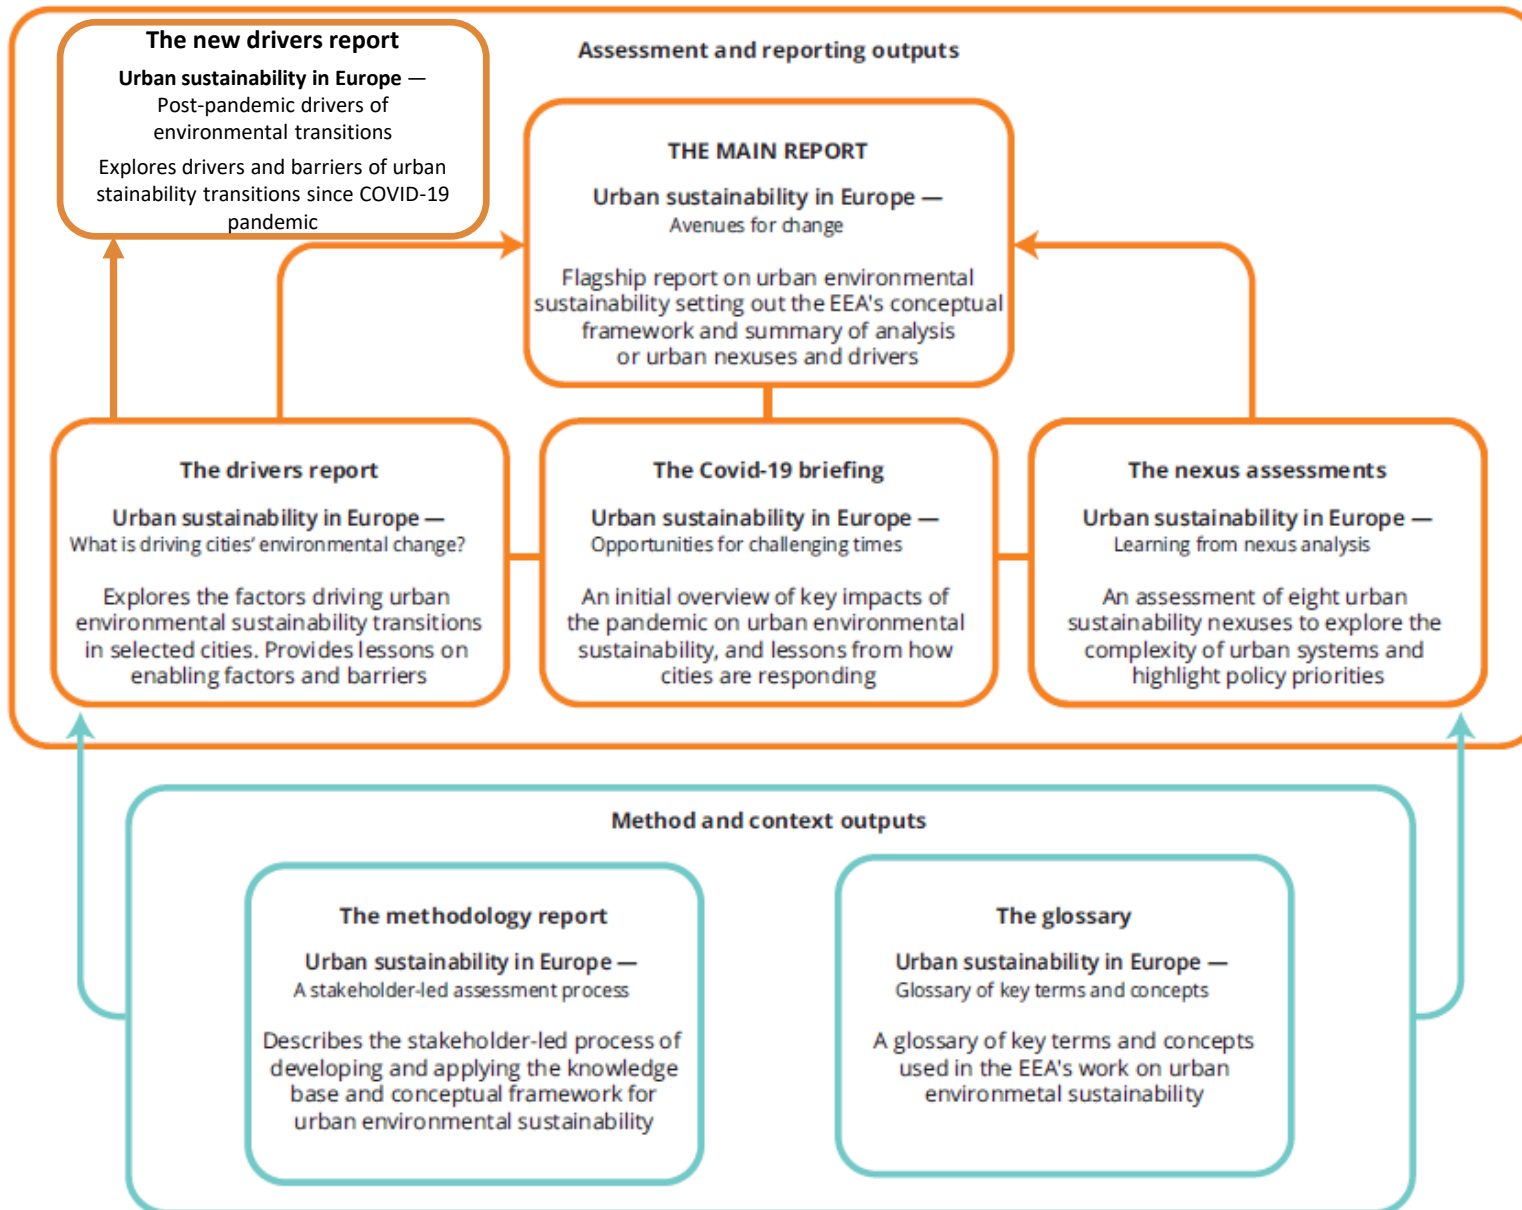 The new drivers report
Urban sustainability in Europe —
Post-pandemic drivers of
environmental transitions
Explores drivers and barriers of urban
stainability transitions since COVID-19
pandemic
Assessment and reporting outputs
THE MAIN REPORT
Urban sustainability in Europe —
Avenues for change
Flagship report on urban environmental
sustainability setting out the EEA's conceptual
framework and summary of analysis
or urban nexuses and drivers
The drivers report
Urban sustainability in Europe —
What is driving cities' environmental change?
Explores the factors driving urban
environmental sustainability transitions
in selected cities. Provides lessons on
enabling factors and barriers
The Covid-19 briefing
Urban sustainability in Europe —
Opportunities for challenging times
An initial overview of key impacts of
the pandemic on urban environmental
sustainability, and lessons from how
cities are responding
The nexus assessments
Urban sustainability in Europe —
Learning from nexus analysis
An assessment of eight urban
sustainability nexuses to explore the
complexity of urban systems and
highlight policy priorities
Method and context outputs
The methodology report
Urban sustainability in Europe —
A stakeholder-led assessment process
Describes the stakeholder-led process of
developing and applying the knowledge
base and conceptual framework for
urban environmental sustainability
The glossary
Urban sustainability in Europe —
Glossary of key terms and concepts
A glossary of key terms and concepts
used in the EEA's work on urban
environmetal sustainability